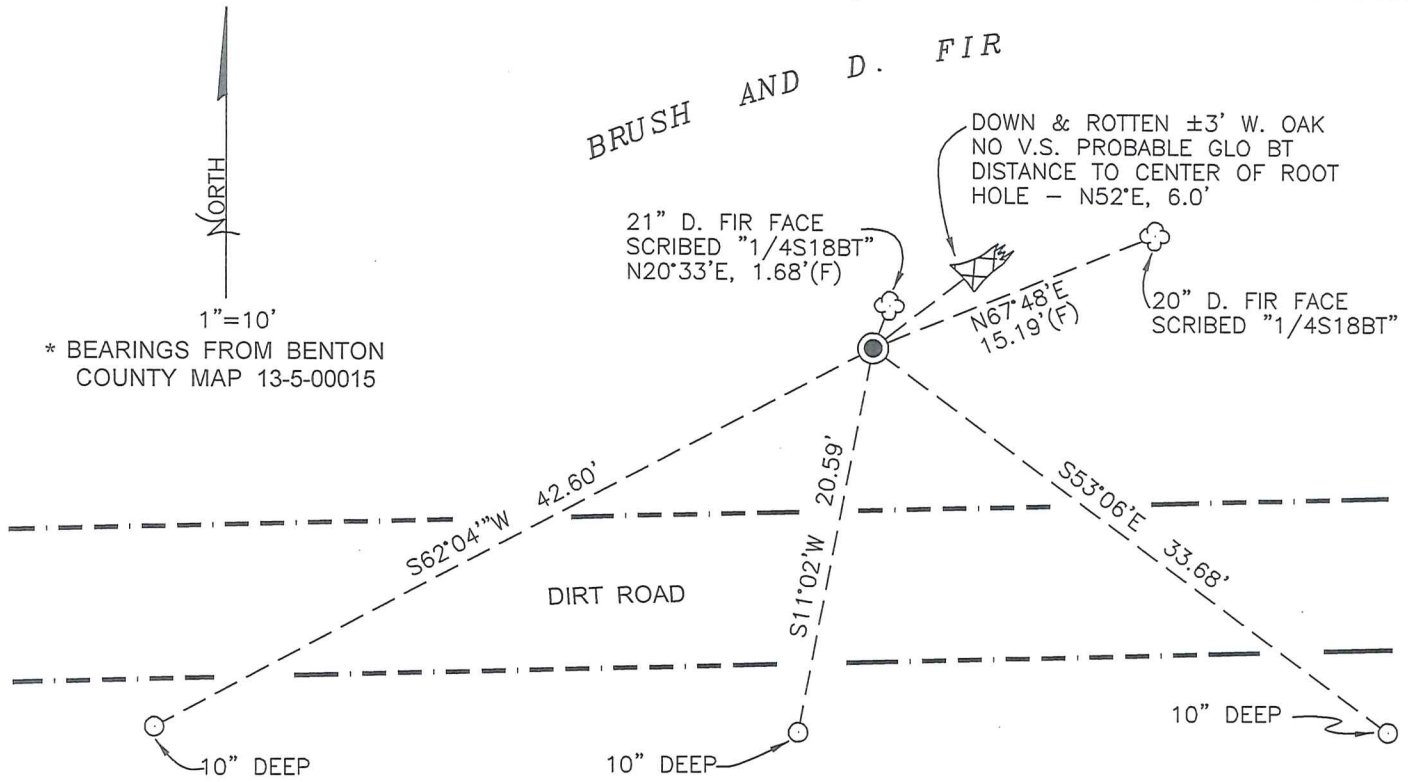 BRUSH AND D. FIR
NORTH
1"=10'
* BEARINGS FROM BENTON
COUNTY MAP 13-5-00015
DOWN & ROTTEN ±3' W. OAK
NO V.S. PROBABLE GLO BT
DISTANCE TO CENTER OF ROOT
HOLE – N52°E, 6.0'
21" D. FIR FACE
SCRIBED "1/4S18BT"
N20°33'E, 1.68'(F)
N67°48'E
15.19'(F)
20" D. FIR FACE
SCRIBED "1/4S18BT"
S62°04'"W 42.60'
S11°02'W 20.59'
S53°06'E 33.68'
DIRT ROAD
10" DEEP
10" DEEP
10" DEEP